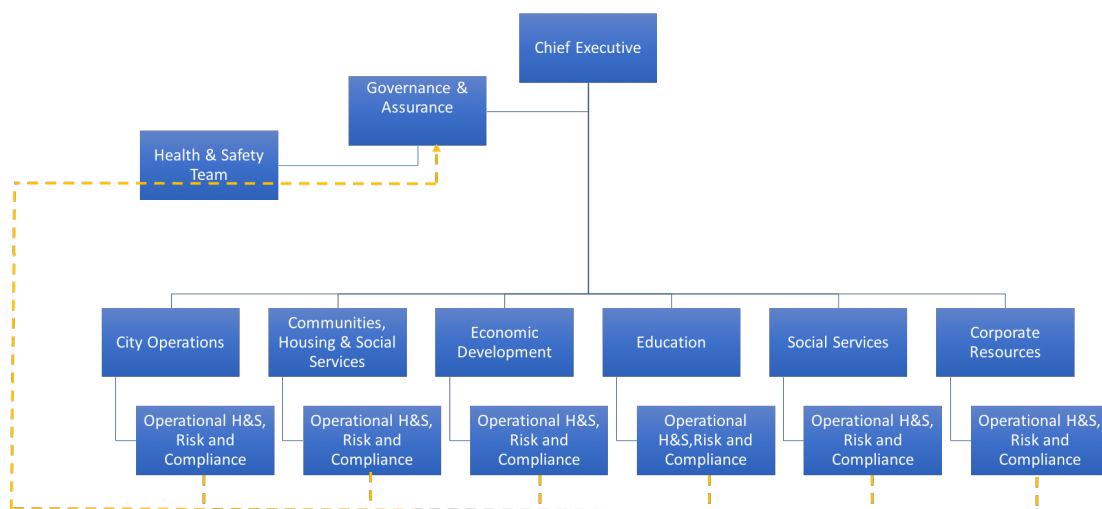 Chief Executive
Governance &
Assurance
Health & Safety
Team
City Operations
Communities,
Housing & Social
Services
Economic
Development
Education
Social Services
Corporate
Resources
Operational H&S,
Risk and
Compliance
Operational H&S,
Risk and
Compliance
Operational H&S,
Risk and
Compliance
Operational
H&S,Risk and
Compliance
Operational H&S,
Risk and
Compliance
Operational H&S,
Risk and
Compliance